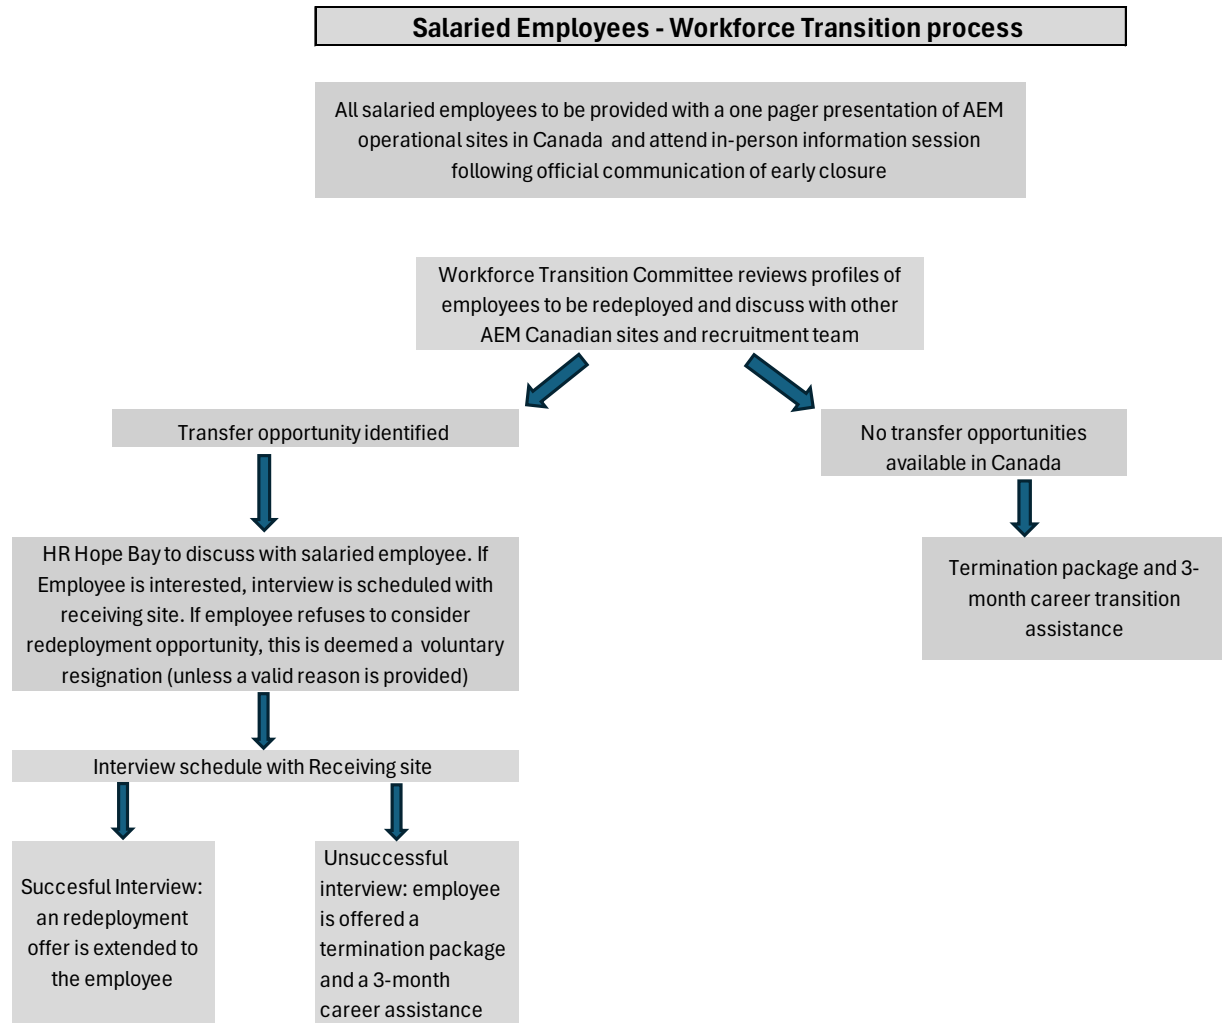 Salaried Employees - Workforce Transition process
All salaried employees to be provided with a one pager presentation of AEM
operational sites in Canada and attend in-person information session
following official communication of early closure
Workforce Transition Committee reviews profiles of
employees to be redeployed and discuss with other
AEM Canadian sites and recruitment team
Transfer opportunity identified
No transfer opportunities
available in Canada
HR Hope Bay to discuss with salaried employee. If
Employee is interested, interview is scheduled with
receiving site. If employee refuses to consider
redeployment opportunity, this is deemed a voluntary
resignation (unless a valid reason is provided)
Termination package and 3-
month career transition
assistance
Interview schedule with Receiving site
Succesful Interview:
an redeployment
offer is extended to
the employee
Unsuccessful
interview: employee
is offered a
termination package
and a 3-month
career assistance